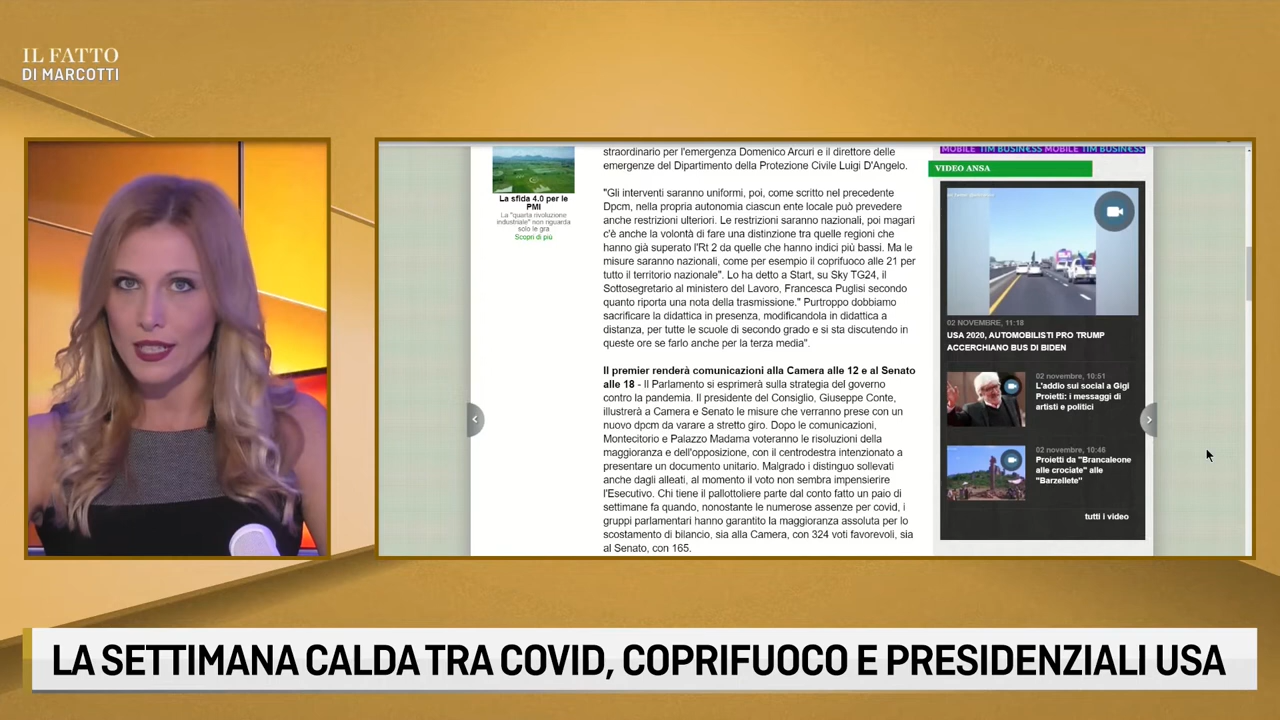 IL FATTO
DI MARCOTTI
La sfida 4.0 per le
PMI
La "quarta rivoluzione
industriale" non riguarda
solo le gra
Scopri di più
straordinario per l'emergenza Domenico Arcuri e il direttore delle
emergenze del Dipartimento della Protezione Civile Luigi D'Angelo.
"Gli interventi saranno uniformi, poi, come scritto nel precedente
Dpcm, nella propria autonomia ciascun ente locale può prevedere
anche restrizioni ulteriori. Le restrizioni saranno nazionali, poi magari
c'è anche la volontà di fare una distinzione tra quelle regioni che
hanno già superato l'Rt 2 da quelle che hanno indici più bassi. Ma le
misure saranno nazionali, come per esempio il coprifuoco alle 21 per
tutto il territorio nazionale". Lo ha detto a Start, su Sky TG24, il
Sottosegretario al ministero del Lavoro, Francesca Puglisi secondo
quanto riporta una nota della trasmissione." Purtroppo dobbiamo
sacrificare la didattica in presenza, modificandola in didattica a
distanza, per tutte le scuole di secondo grado e si sta discutendo in
queste ore se farlo anche per la terza media".
Il premier renderà comunicazioni alla Camera alle 12 e al Senato
alle 18 - Il Parlamento si esprimerà sulla strategia del governo
contro la pandemia. Il presidente del Consiglio, Giuseppe Conte,
illustrerà a Camera e Senato le misure che verranno prese con un
nuovo dpcm da varare a stretto giro. Dopo le comunicazioni,
Montecitorio e Palazzo Madama voteranno le risoluzioni della
maggioranza e dell'opposizione, con il centrodestra intenzionato a
presentare un documento unitario. Malgrado i distinguo sollevati
anche dagli alleati, al momento il voto non sembra impensierire
l'Esecutivo. Chi tiene il pallottoliere parte dal conto fatto un paio di
settimane fa quando, nonostante le numerose assenze per covid, i
gruppi parlamentari hanno garantito la maggioranza assoluta per lo
scostamento di bilancio, sia alla Camera, con 324 voti favorevoli, sia
al Senato, con 165.
MOBILE TIM BUSINESS MOBILE TIM BUSINESS
VIDEO ANSA
02 NOVEMBRE, 11:18
USA 2020, AUTOMOBILISTI PRO TRUMP
ACCERCHIANO BUS DI BIDEN
02 novembre, 10:51
L'addio sui social a Gigi
Proietti: i messaggi di
artisti e politici
02 novembre, 10:46
Proietti da "Brancaleone
alle crociate" alle
"Barzellete"
tutti i video
LA SETTIMANA CALDA TRA COVID, COPRIFUOCO E PRESIDENZIALI USA